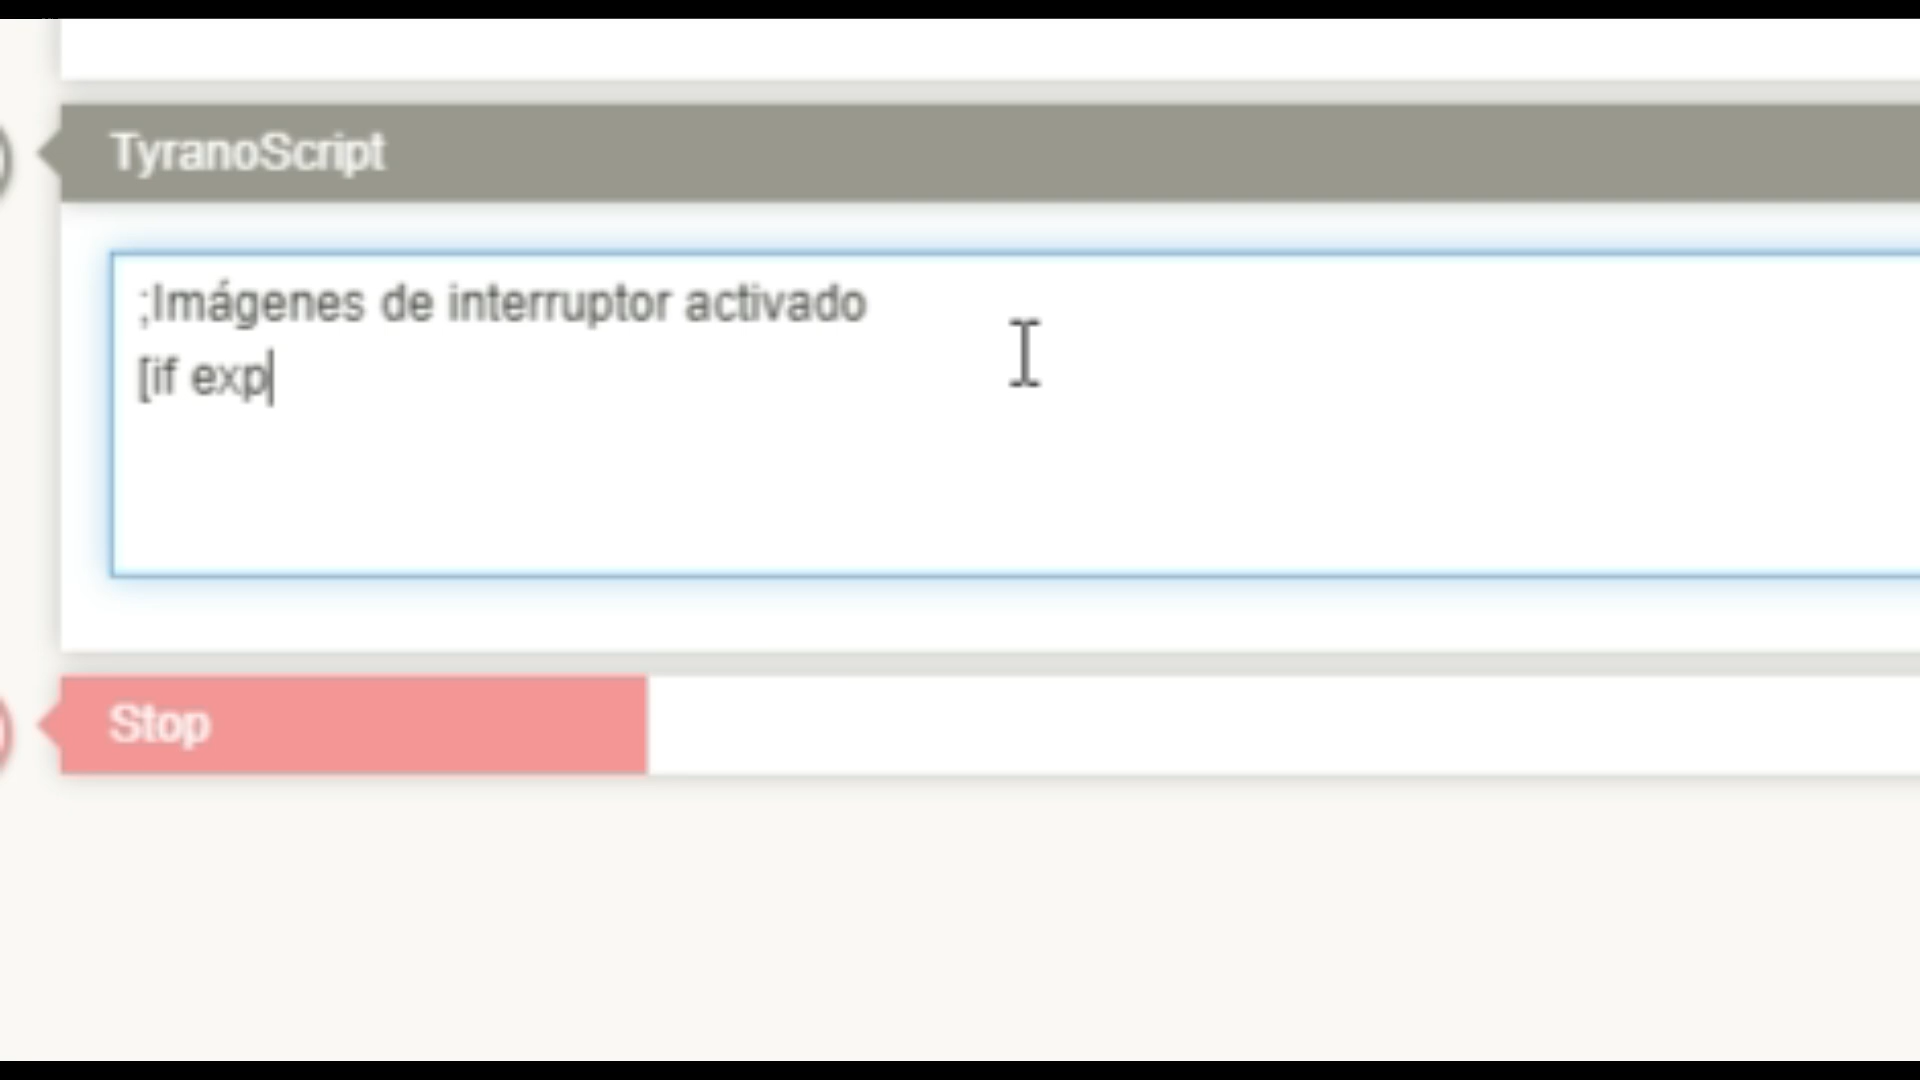 TyranoScript
;Imágenes de interruptor activado
[if exp
Stop